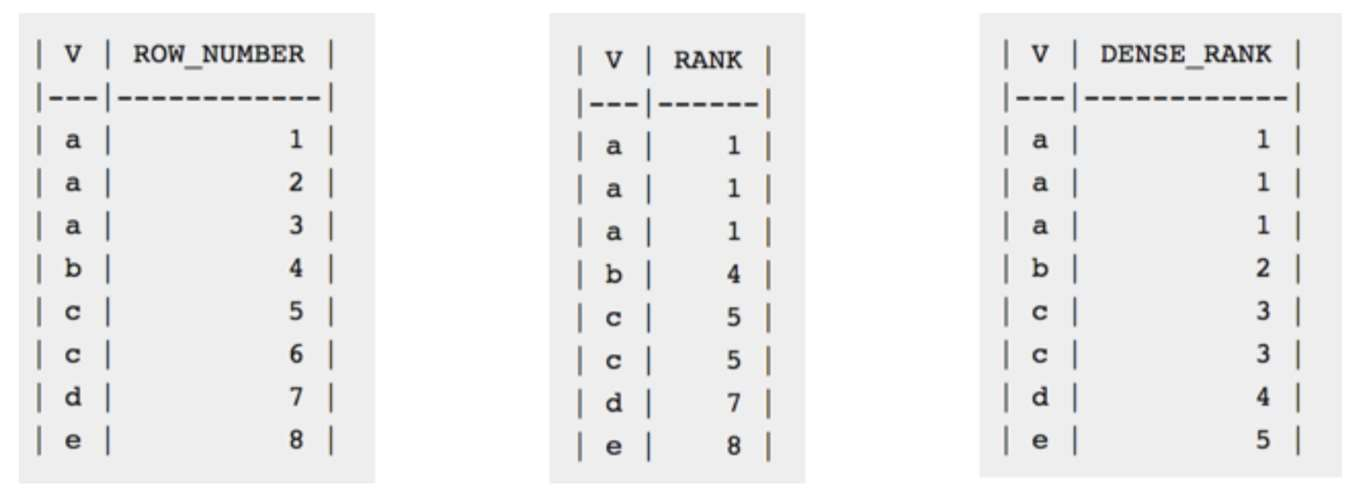 | V | ROW_NUMBER |
|---|------------|
| a | 1 |
| a | 2 |
| a | 3 |
| b | 4 |
| c | 5 |
| c | 6 |
| d | 7 |
| e | 8 |
| V | RANK |
|---|------|
| a | 1 |
| a | 1 |
| a | 1 |
| b | 4 |
| c | 5 |
| c | 5 |
| d | 7 |
| e | 8 |
| V | DENSE_RANK |
|---|------------|
| a | 1 |
| a | 1 |
| a | 1 |
| b | 2 |
| c | 3 |
| c | 3 |
| d | 4 |
| e | 5 |